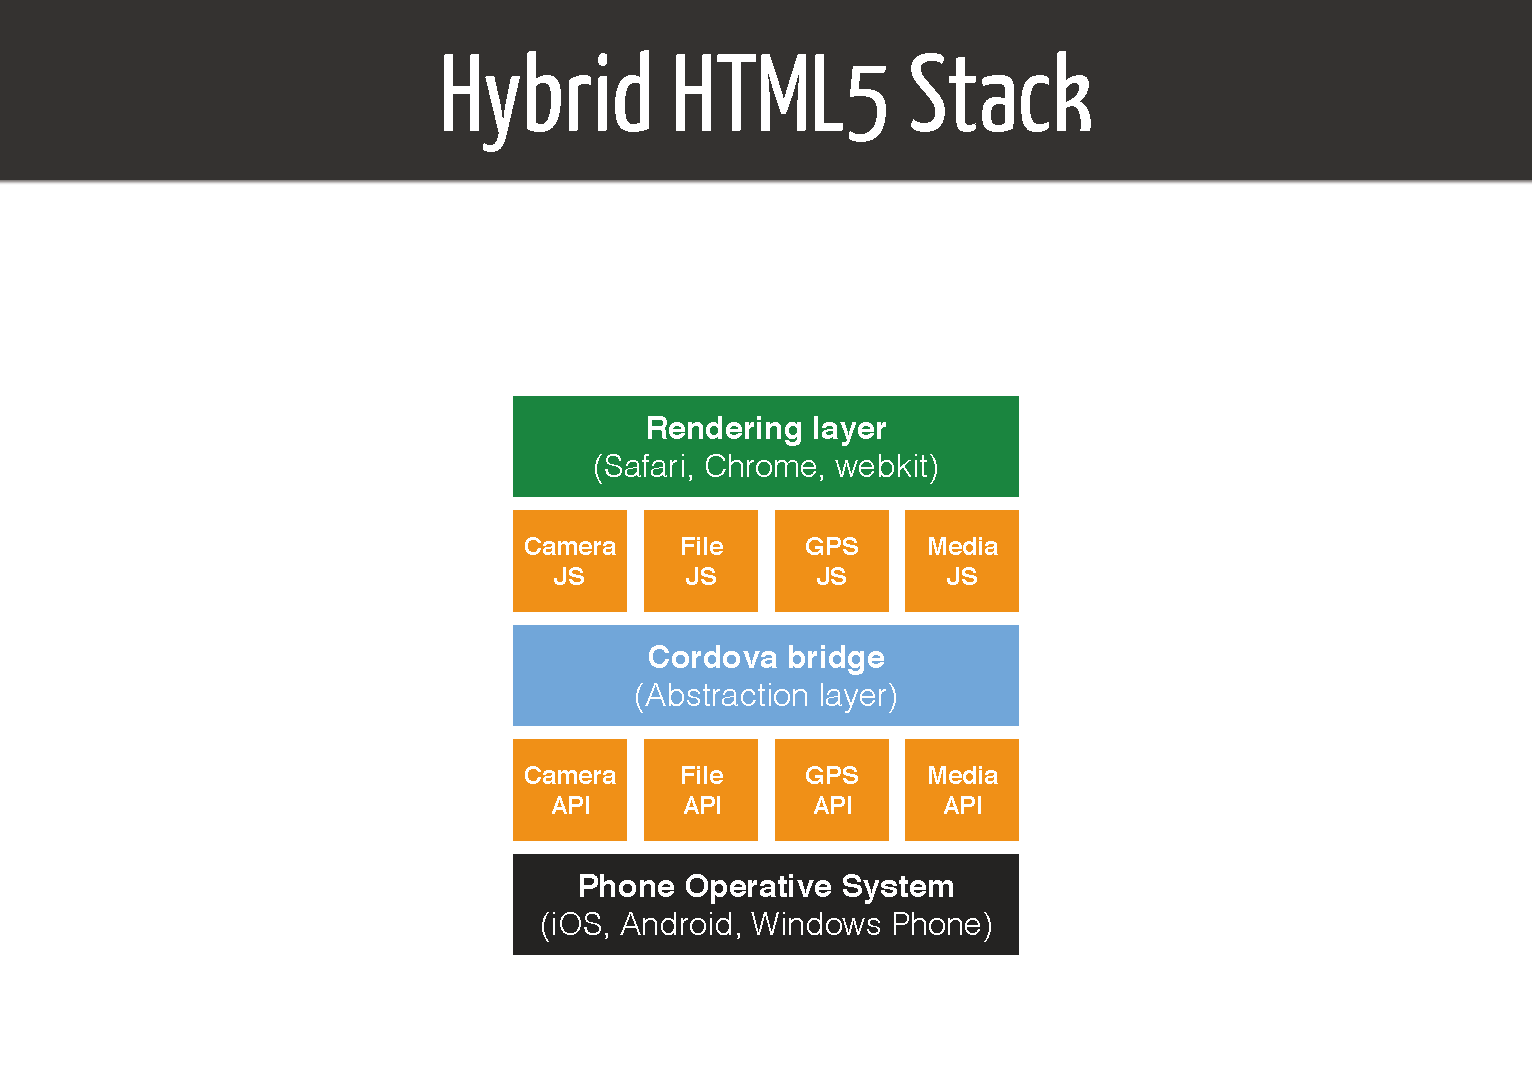 Hybrid HTML5 Stack
Rendering layer
(Safari, Chrome, webkit)
Camera
JS
File
JS
GPS
JS
Media
JS
Cordova bridge
(Abstraction layer)
Camera
API
File
API
GPS
API
Media
API
Phone Operative System
(iOS, Android, Windows Phone)